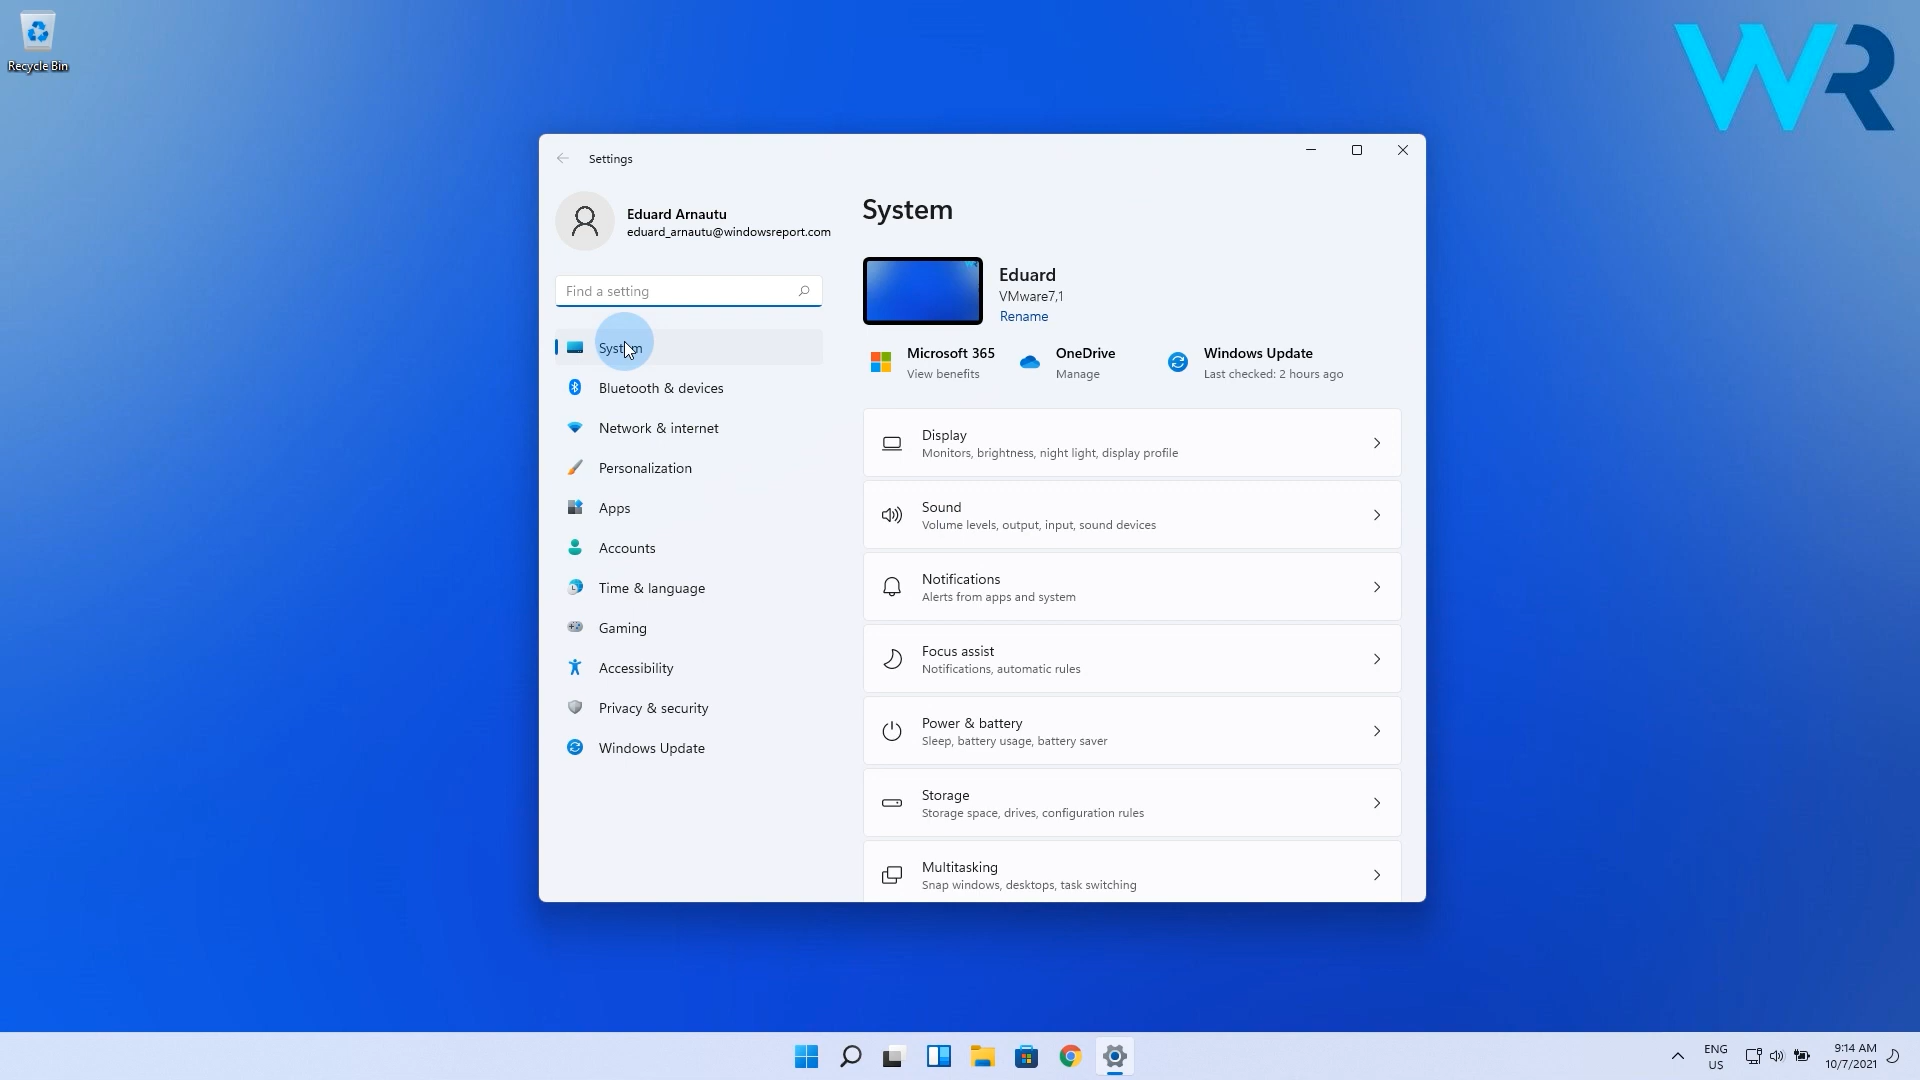 Recycle Bin
WR
Settings
Eduard Arnautu
eduard_arnautu@windowsreport.com
Find a setting
System
Bluetooth & devices
Network & internet
Personalization
Apps
Accounts
Time & language
Gaming
Accessibility
Privacy & security
Windows Update
System
Eduard
VMware7,1
Rename
Microsoft 365
View benefits
OneDrive
Manage
Windows Update
Last checked: 2 hours ago
Display
Monitors, brightness, night light, display profile
Sound
Volume levels, output, input, sound devices
Notifications
Alerts from apps and system
Focus assist
Notifications, automatic rules
Power & battery
Sleep, battery usage, battery saver
Storage
Storage space, drives, configuration rules
Multitasking
Snap windows, desktops, task switching
ENG
US
9:14 AM
10/7/2021